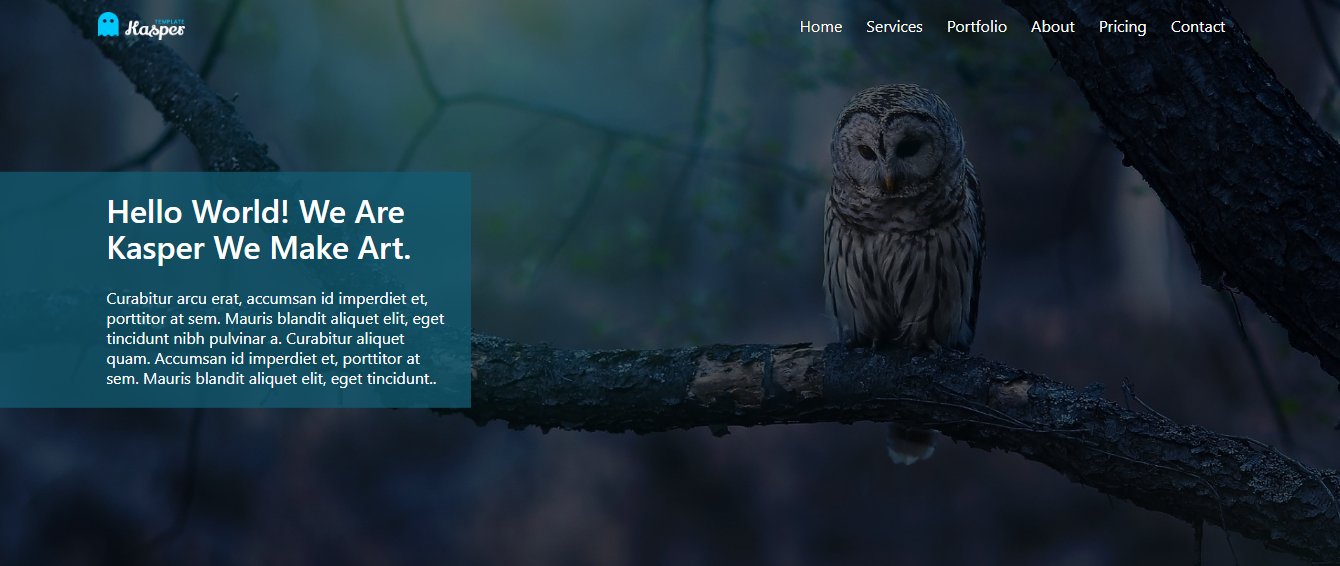 TEMPLATE
Kasper
Home Services Portfolio About Pricing Contact
Hello World! We Are
Kasper We Make Art.
Curabitur arcu erat, accumsan id imperdiet et,
porttitor at sem. Mauris blandit aliquet elit, eget
tincidunt nibh pulvinar a. Curabitur aliquet
quam. Accumsan id imperdiet et, porttitor at
sem. Mauris blandit aliquet elit, eget tincidunt..